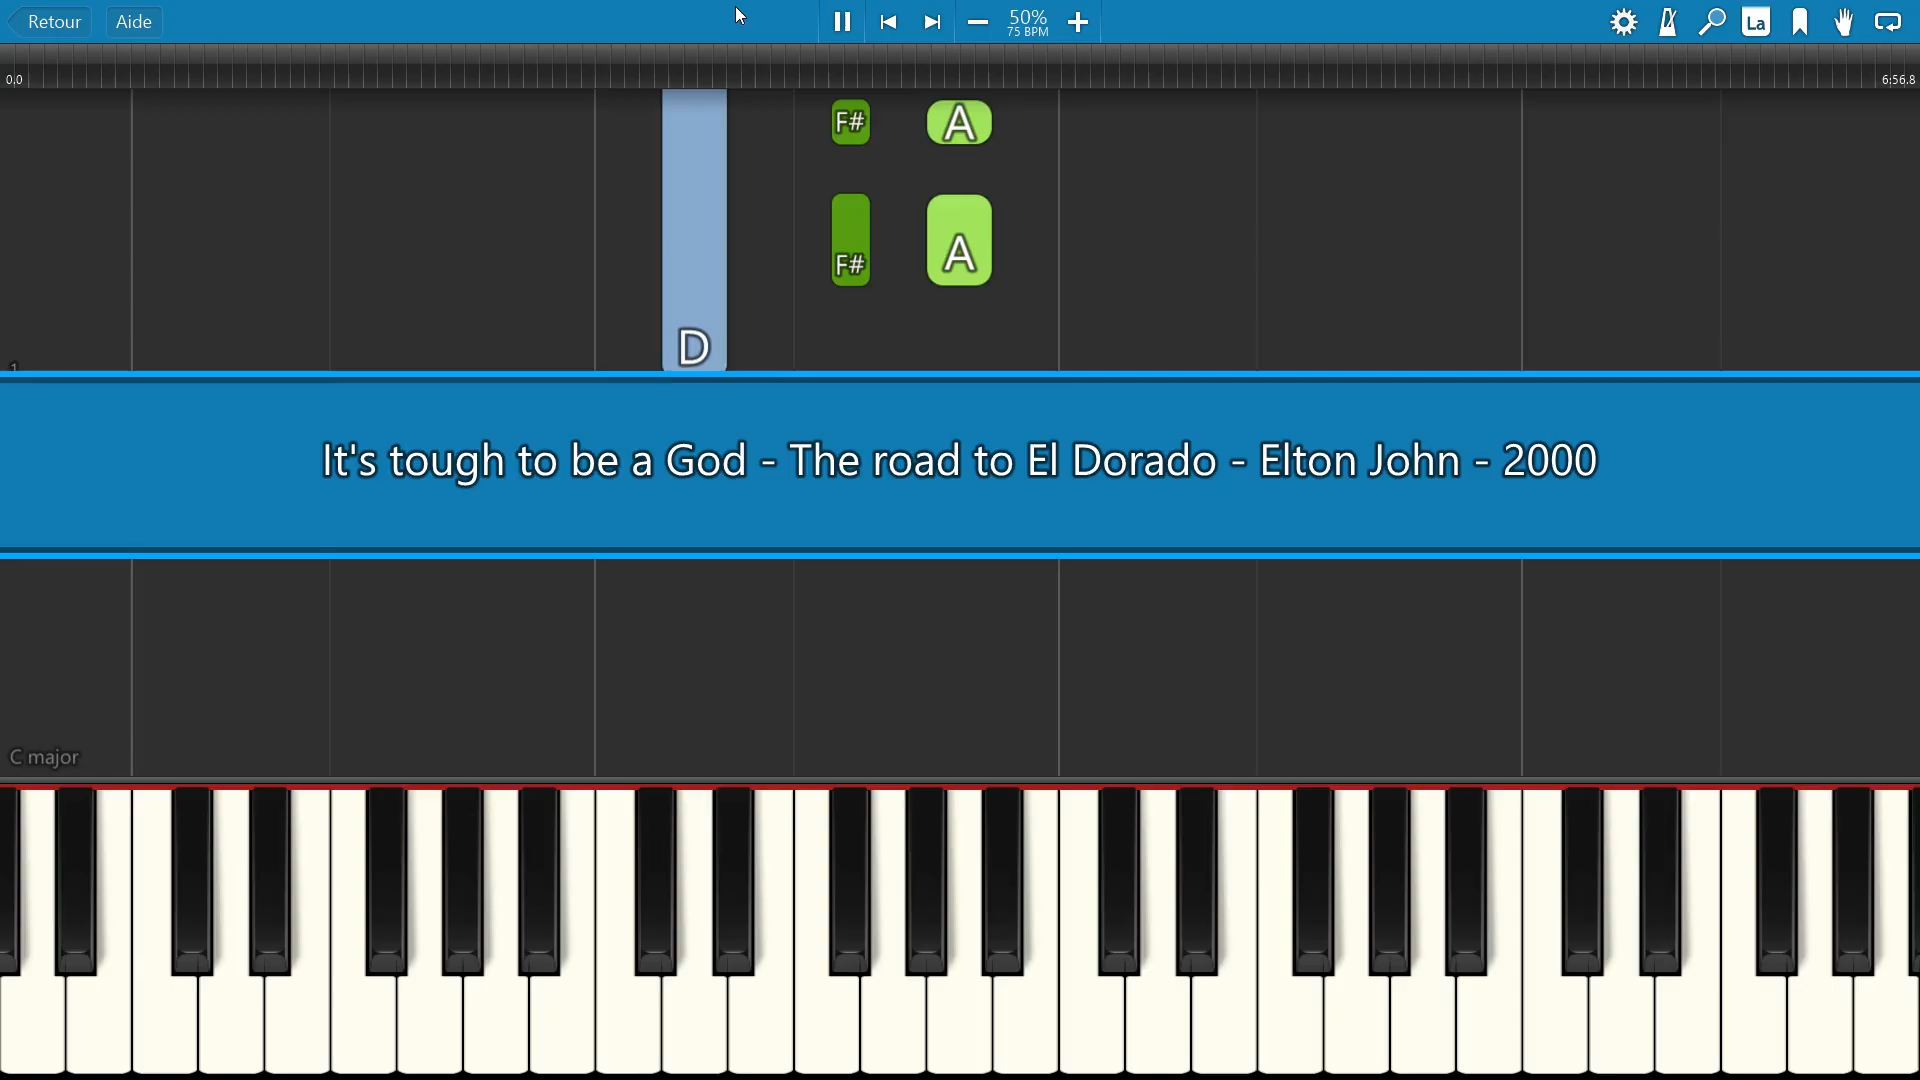 Retour Aide 50% La
75 BPM
0,0 6:56.8
F# A
F# A
D
1
It's tough to be a God - The road to El Dorado - Elton John - 2000
C major